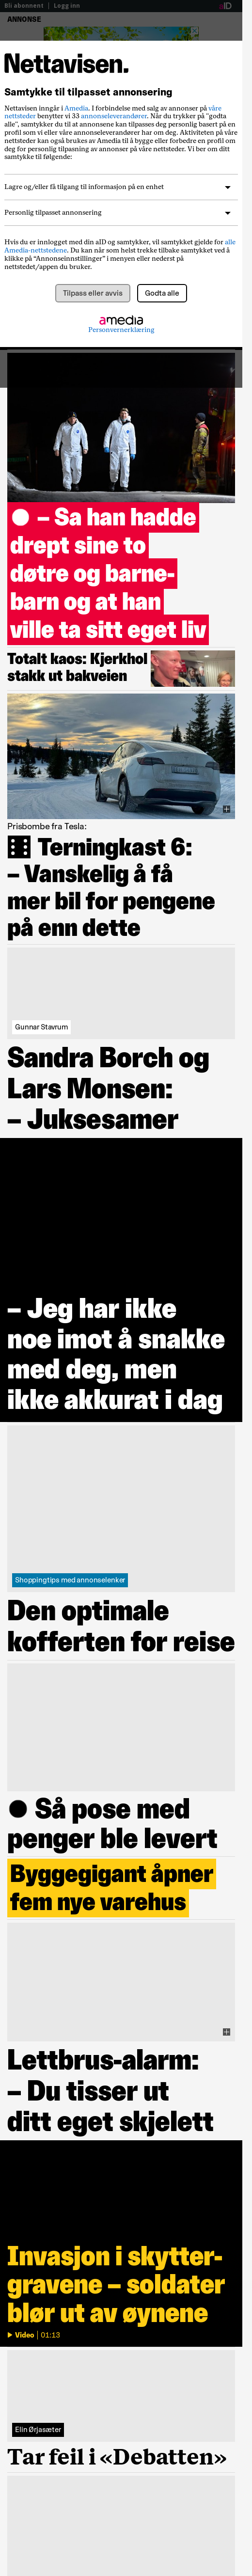 Bli abonnent | Logg inn
aID
ANNONSE
Nettavisen.
Samtykke til tilpasset annonsering
Nettavisen inngår i Amedia. I forbindelse med salg av annonser på våre
nettsteder benytter vi 33 annonseleverandører. Når du trykker på "godta
alle", samtykker du til at annonsene kan tilpasses deg personlig basert på en
profil om deg eller våre antagelser og kunnskap om deg. Aktiviteten på våre
nettsteder kan også brukes av Amedia til å bygge eller forbedre en profil om
deg for personlig tilpasning av annonser på våre nettsteder. Vi ber om ditt
samtykke til følgende:
Lagre og/eller få tilgang til informasjon på en enhet
Personlig tilpasset annonsering
Hvis du er innlogget med din aID og samtykker, vil samtykket gjelde for alle
Amedia-nettstedene. Du kan når som helst trekke tilbake samtykket ved å
klikke på “Annonseinnstillinger” i menyen eller nederst på
nettstedet/appen du bruker.
Tilpass eller avvis
Godta alle
amedia
Personvernerklæring
– Sa han hadde
drept sine to
døtre og barne-
barn og at han
ville ta sitt eget liv
Totalt kaos: Kjerkhol
stakk ut bakveien
Prisbombe fra Tesla:
Terningkast 6:
– Vanskelig å få
mer bil for pengene
på enn dette
Gunnar Stavrum
Sandra Borch og
Lars Monsen:
– Juksesamer
– Jeg har ikke
noe imot å snakke
med deg, men
ikke akkurat i dag
Shoppingtips med annonselenker
Den optimale
kofferten for reise
Så pose med
penger ble levert
Byggegigant åpner
fem nye varehus
Lettbrus-alarm:
– Du tisser ut
ditt eget skjelett
Invasjon i skytter-
gravene – soldater
blør ut av øynene
Video | 01:13
Elin Ørjasæter
Tar feil i «Debatten»